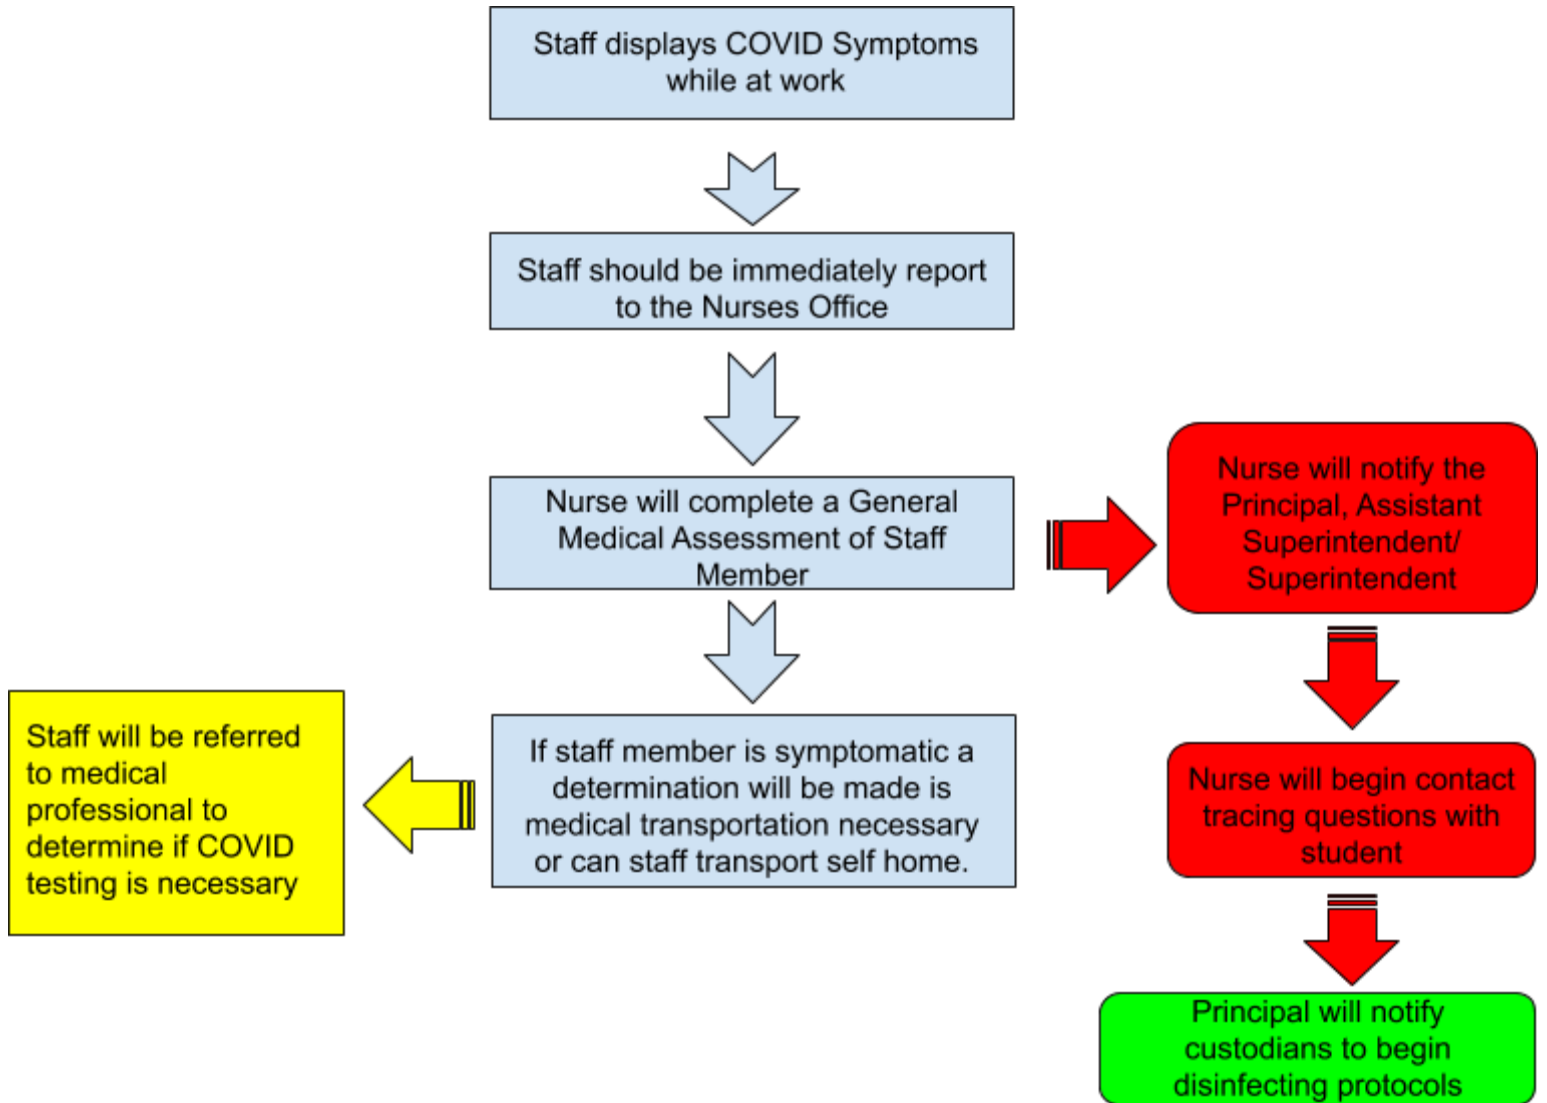 Staff displays COVID Symptoms
while at work
Staff should be immediately report
to the Nurses Office
Nurse will complete a General
Medical Assessment of Staff
Member
Nurse will notify the
Principal, Assistant
Superintendent/
Superintendent
If staff member is symptomatic a
determination will be made is
medical transportation necessary
or can staff transport self home.
Staff will be referred
to medical
professional to
determine if COVID
testing is necessary
Nurse will begin contact
tracing questions with
student
Principal will notify
custodians to begin
disinfecting protocols